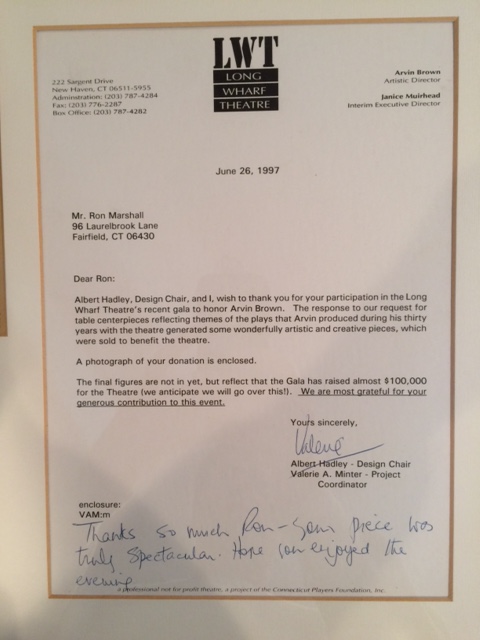 LWT
LONG
WHARF
THEATRE
222 Sargent Drive
New Haven, CT 06511-5955
Administration: (203) 787-4284
Fax: (203) 776-2287
Box Office: (203) 787-4282
Arvin Brown
Artistic Director
Janice Muirhead
Interim Executive Director
June 26, 1997
Mr. Ron Marshall
96 Laurelbrook Lane
Fairfield, CT 06430
Dear Ron:
Albert Hadley, Design Chair, and I, wish to thank you for your participation in the Long
Wharf Theatre's recent gala to honor Arvin Brown. The response to our request for
table centerpieces reflecting themes of the plays that Arvin produced during his thirty
years with the theatre generated some wonderfully artistic and creative pieces, which
were sold to benefit the theatre.
A photograph of your donation is enclosed.
The final figures are not in yet, but reflect that the Gala has raised almost $100,000
for the Theatre (we anticipate we will go over this!). We are most grateful for your
generous contribution to this event.
Yours sincerely,
Valerie
Albert Hadley - Design Chair
Valerie A. Minter - Project
Coordinator
enclosure:
VAM:m
Thanks so much Ron - your piece was
truly spectacular. Hope you enjoyed the
evening
a professional not for profit theatre, a project of the Connecticut Players Foundation, Inc.